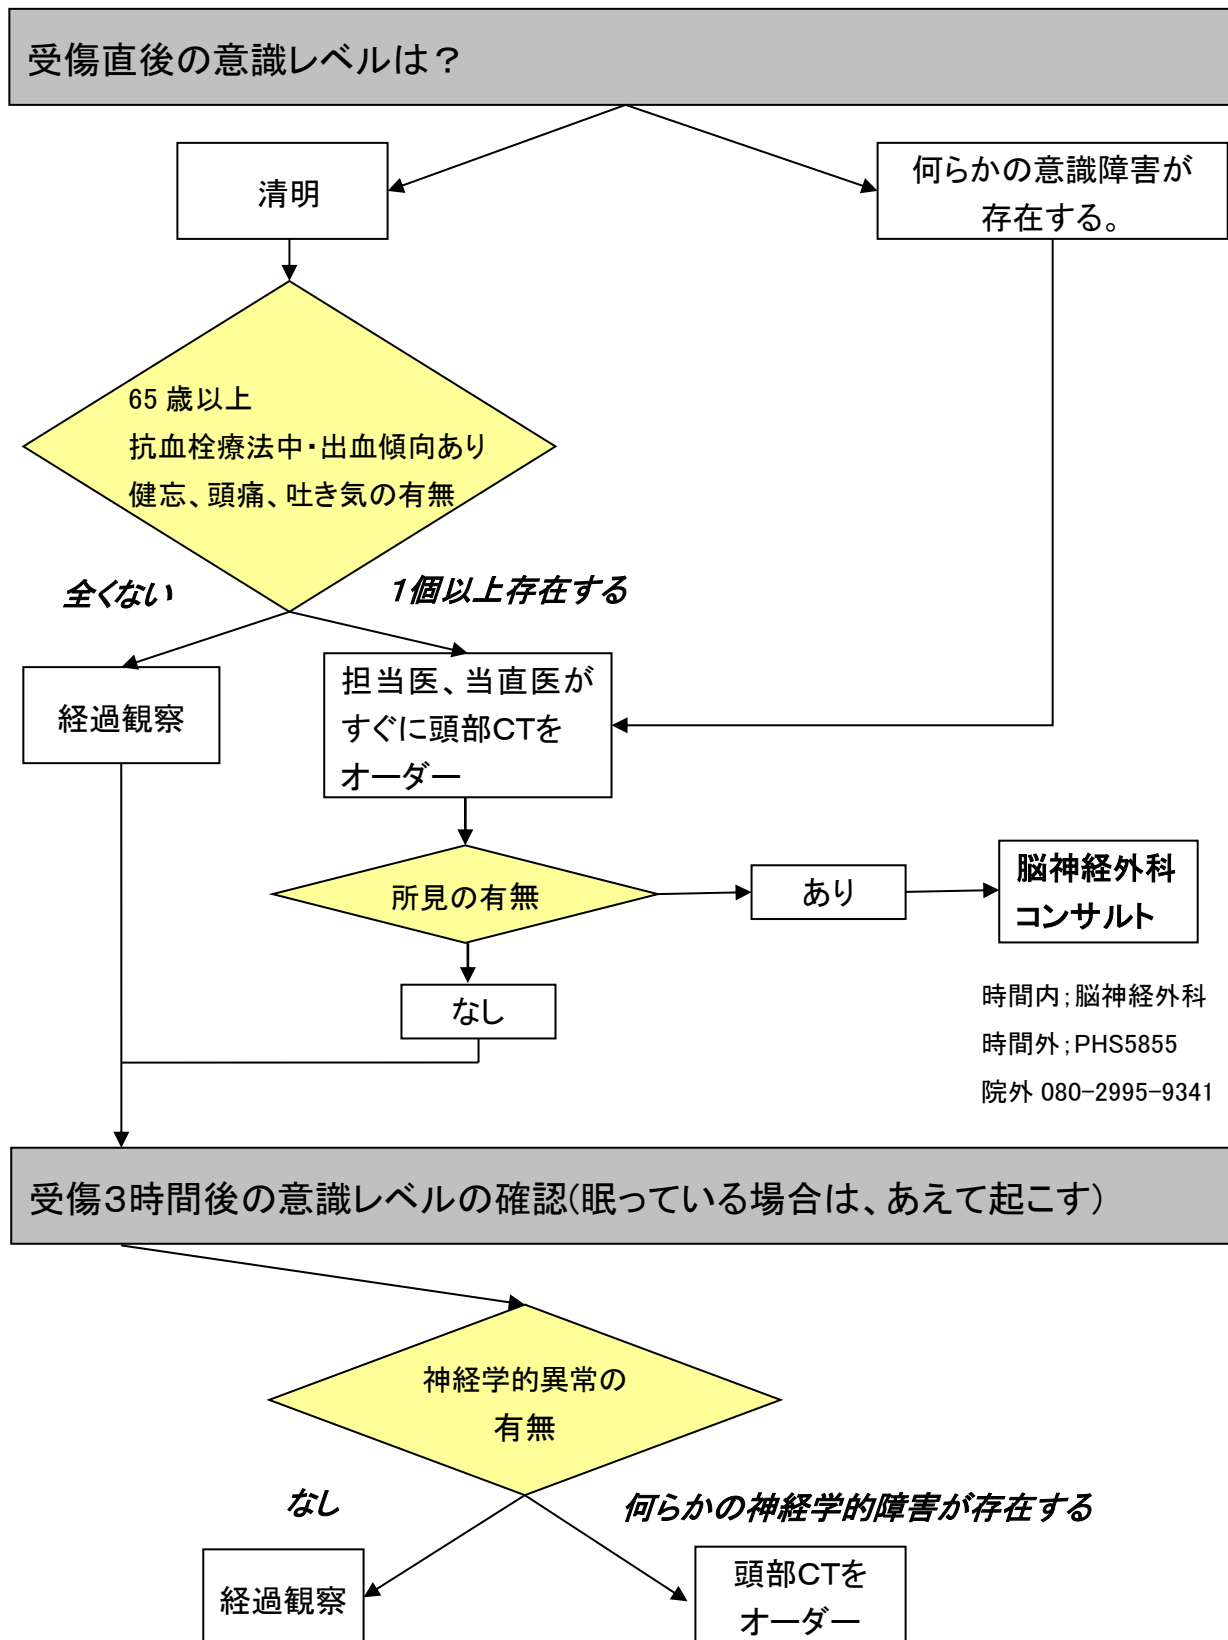 受傷直後の意識レベルは？
清明
何らかの意識障害が
存在する。
65 歳以上
抗血栓療法中・出血傾向あり
健忘、頭痛、吐き気の有無
全くない
1個以上存在する
経過観察
担当医、当直医が
すぐに頭部CTを
オーダー
所見の有無
あり
脳神経外科
コンサルト
なし
時間内;脳神経外科
時間外;PHS5855
院外 080-2995-9341
受傷3時間後の意識レベルの確認(眠っている場合は、あえて起こす)
神経学的異常の
有無
なし
何らかの神経学的障害が存在する
経過観察
頭部CTを
オーダー